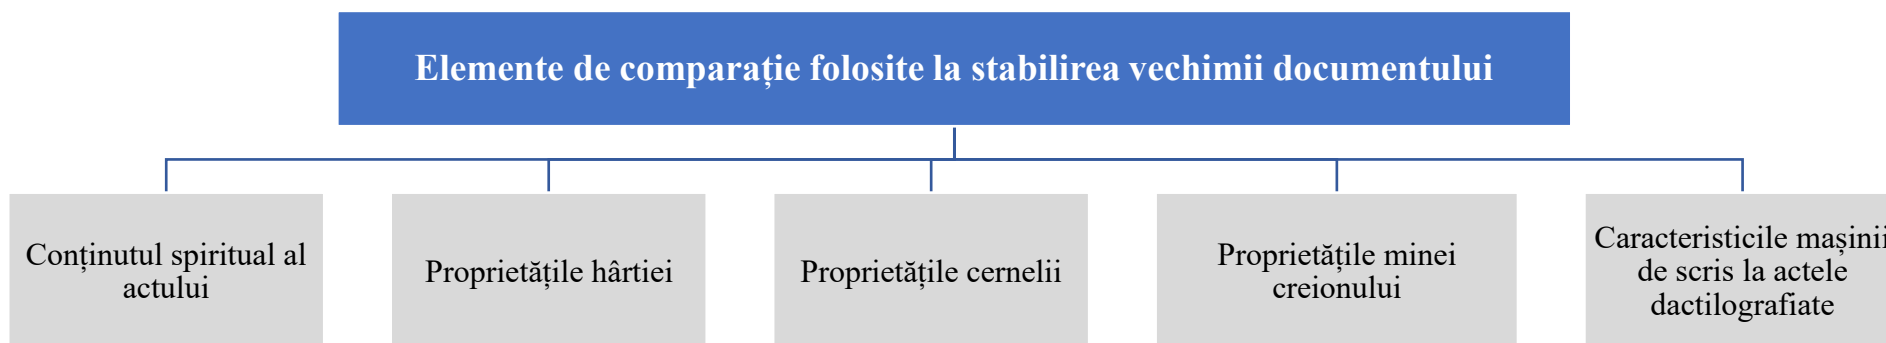 Elemente de comparație folosite la stabilirea vechimii documentului
Conținutul spiritual al
actului
Proprietățile hârtiei
Proprietățile cernelii
Proprietățile minei
creionului
Caracteristicile mașinii
de scris la actele
dactilografiate